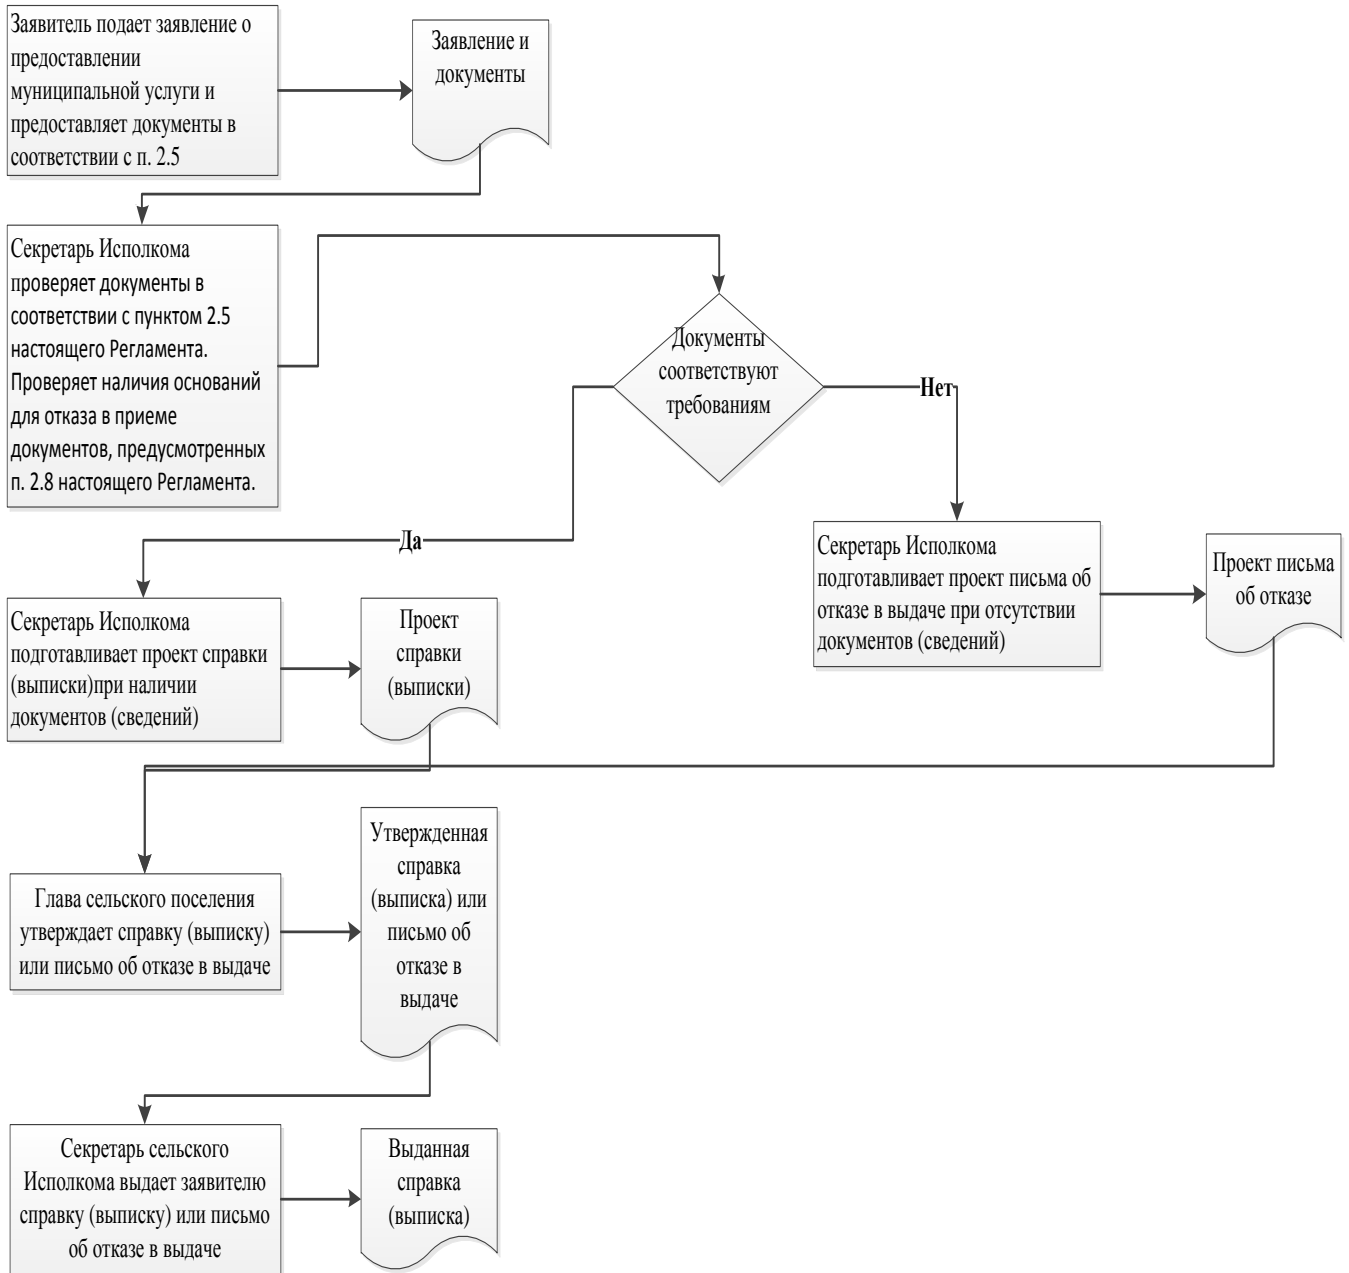 Заявитель подает заявление о
предоставлении
муниципальной услуги и
предоставляет документы в
соответствии с п. 2.5
Заявление и
документы
Секретарь Исполкома
проверяет документы в
соответствии с пунктом 2.5
настоящего Регламента.
Проверяет наличия оснований
для отказа в приеме
документов, предусмотренных
п. 2.8 настоящего Регламента.
Документы
соответствуют
требованиям
Нет
Да
Секретарь Исполкома
подготавливает проект письма об
отказе в выдаче при отсутствии
документов (сведений)
Проект письма
об отказе
Секретарь Исполкома
подготавливает проект справки
(выписки)при наличии
документов (сведений)
Проект
справки
(выписки)
Глава сельского поселения
утверждает справку (выписку)
или письмо об отказе в выдаче
Утвержденная
справка
(выписка) или
письмо об
отказе в
выдаче
Секретарь сельского
Исполкома выдает заявителю
справку (выписку) или письмо
об отказе в выдаче
Выданная
справка
(выписка)